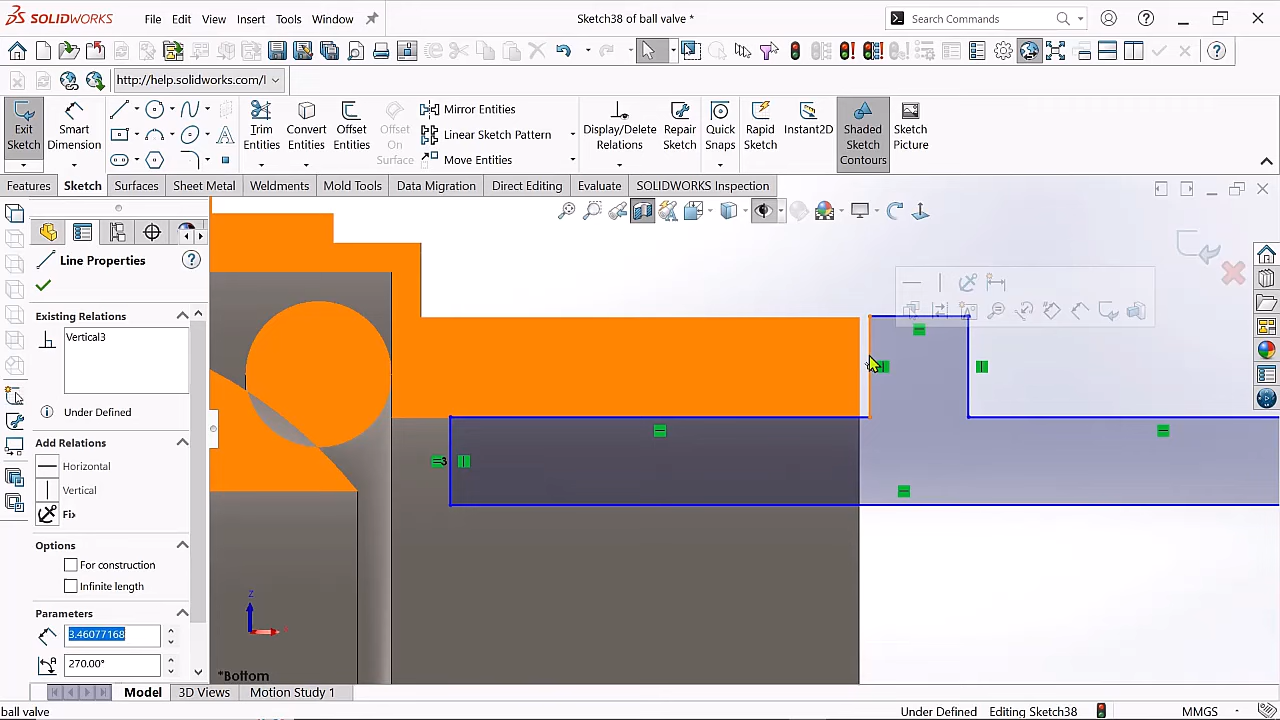 SOLIDWORKS
File Edit View Insert Tools Window
Sketch38 of ball valve *
Search Commands
http://help.solidworks.com/I
Exit Sketch
Smart Dimension
Trim Entities
Convert Entities
Offset Entities
Offset On Surface
Mirror Entities
Linear Sketch Pattern
Move Entities
Display/Delete Relations
Repair Sketch
Quick Snaps
Rapid Sketch
Instant2D
Shaded Sketch Contours
Sketch Picture
Features Sketch Surfaces Sheet Metal Weldments Mold Tools Data Migration Direct Editing Evaluate SOLIDWORKS Inspection
Line Properties
Existing Relations
Vertical3
Under Defined
Add Relations
Horizontal
Vertical
Fix
Options
For construction
Infinite length
Parameters
3.46077168
270.00°
3
Z
*Bottom
Model 3D Views Motion Study 1
ball valve
Under Defined Editing Sketch38 MMGS